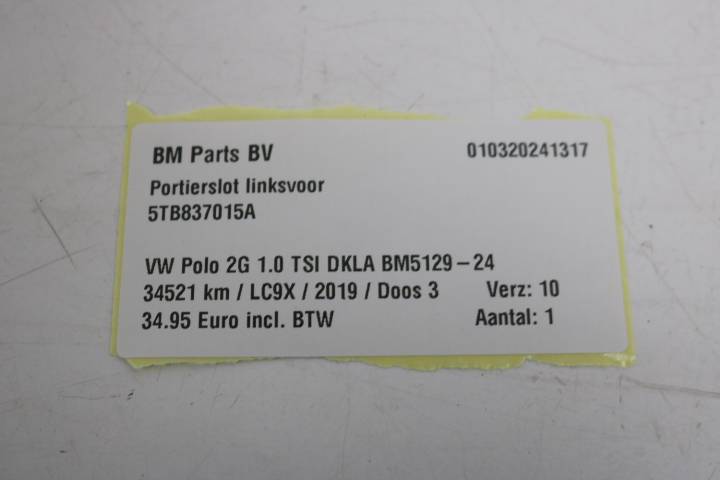 BM Parts BV 010320241317
Portierslot linksvoor
5TB837015A
VW Polo 2G 1.0 TSI DKLA BM5129-24
34521 km / LC9X / 2019 / Doos 3 Verz: 10
34.95 Euro incl. BTW Aantal: 1